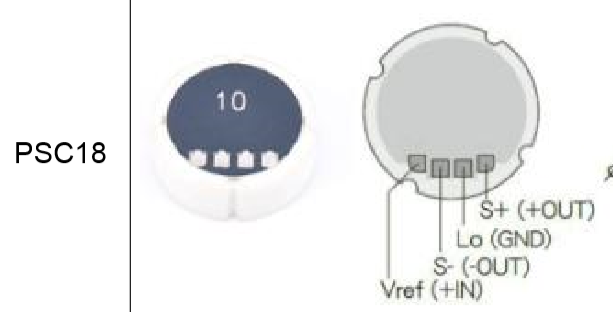 PSC18
10
S+ (+OUT)
Lo (GND)
S- (-OUT)
Vref (+IN)